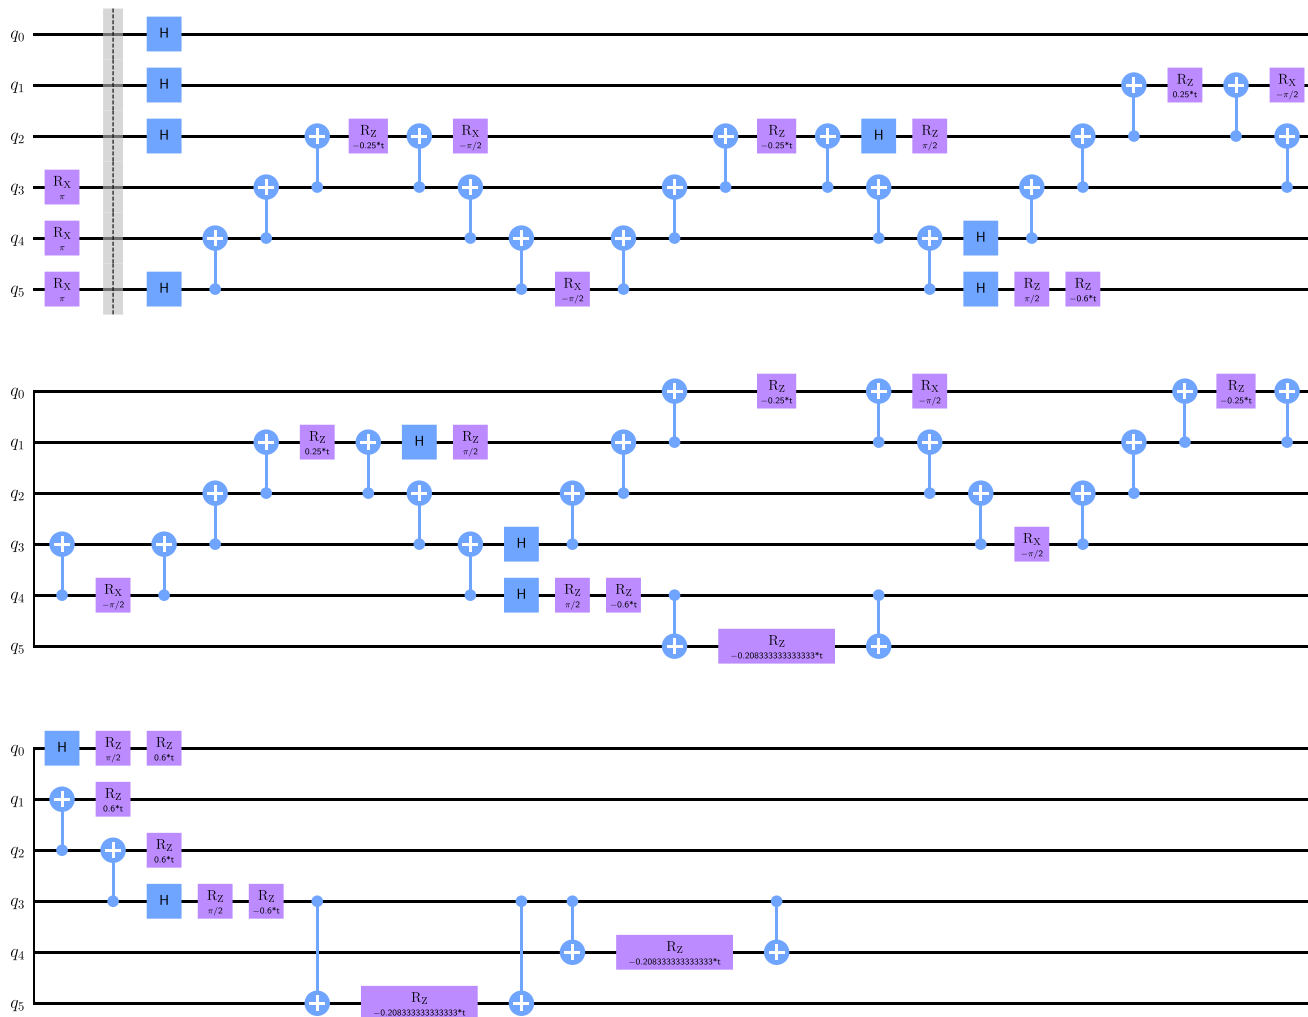 q0 H
q1 H RZ 0.25*t RX −π/2
q2 H RZ −0.25*t RX −π/2 RZ −0.25*t H RZ π/2
q3 RX π
q4 RX π H
q5 RX π H RX −π/2 H RZ π/2 RZ −0.6*t
q0 RZ −0.25*t RX −π/2 RZ −0.25*t
q1 RZ 0.25*t H RZ π/2
q2
q3 H RX −π/2
q4 RX −π/2 H RZ π/2 RZ −0.6*t
q5 RZ −0.208333333333333*t
q0 H RZ π/2 RZ 0.6*t
q1 RZ 0.6*t
q2 RZ 0.6*t
q3 H RZ π/2 RZ −0.6*t
q4 RZ −0.208333333333333*t
q5 RZ −0.208333333333333*t